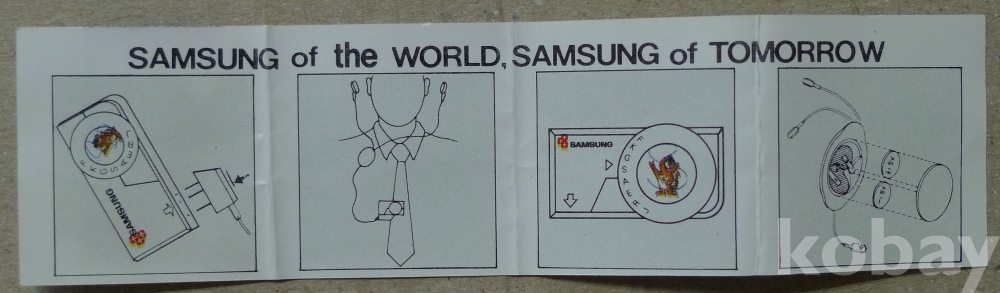 SAMSUNG of the WORLD, SAMSUNG of TOMORROW
F K G S A E R L
SAMSUNG
SAMSUNG
F K G S A E R L
kobay